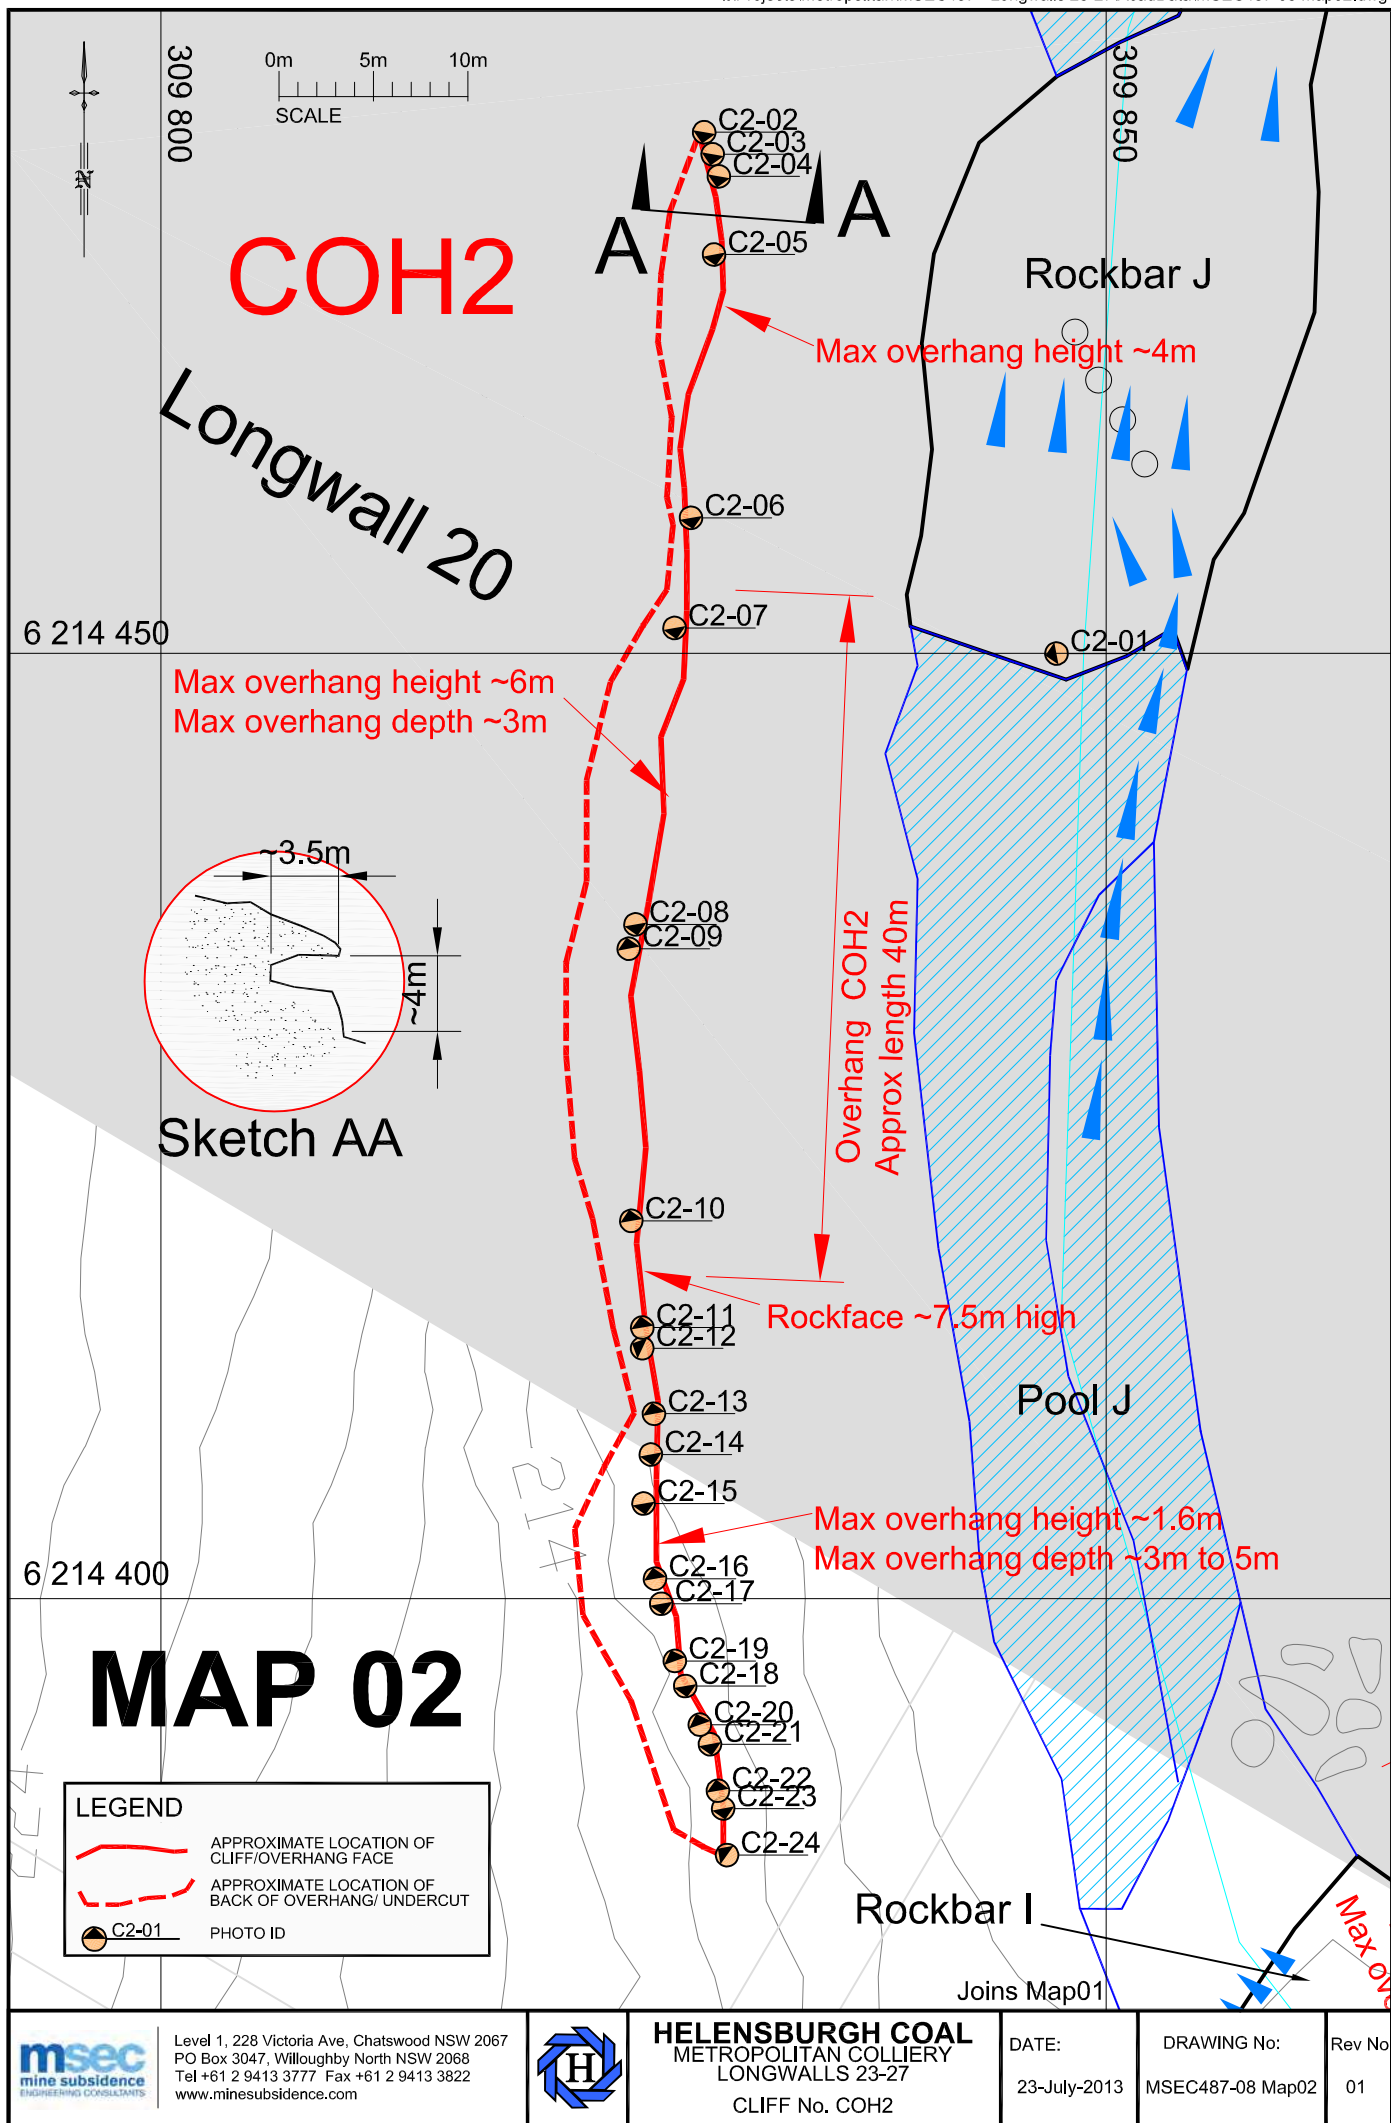 309 800
0m 5m 10m
SCALE
N
309 850
C2-02
C2-03
C2-04
A A
C2-05
COH2
Rockbar J
Max overhang height ~4m
Longwall 20
C2-06
C2-07
6 214 450
C2-01
Max overhang height ~6m
Max overhang depth ~3m
~3.5m
~4m
Sketch AA
C2-08
C2-09
Overhang COH2
Approx length 40m
C2-10
Rockface ~7.5m high
C2-11
C2-12
Pool J
C2-13
C2-14
214
C2-15
Max overhang height ~1.6m
Max overhang depth ~3m to 5m
6 214 400
C2-16
C2-17
C2-19
C2-18
C2-20
C2-21
C2-22
C2-23
C2-24
MAP 02
LEGEND
APPROXIMATE LOCATION OF
CLIFF/OVERHANG FACE
APPROXIMATE LOCATION OF
BACK OF OVERHANG/ UNDERCUT
C2-01 PHOTO ID
Rockbar I
Max ove
Joins Map01
msec
mine subsidence
ENGINEERING CONSULTANTS
Level 1, 228 Victoria Ave, Chatswood NSW 2067
PO Box 3047, Willoughby North NSW 2068
Tel +61 2 9413 3777 Fax +61 2 9413 3822
www.minesubsidence.com
H
HELENSBURGH COAL
METROPOLITAN COLLIERY
LONGWALLS 23-27
CLIFF No. COH2
DATE:
23-July-2013
DRAWING No:
MSEC487-08 Map02
Rev No
01